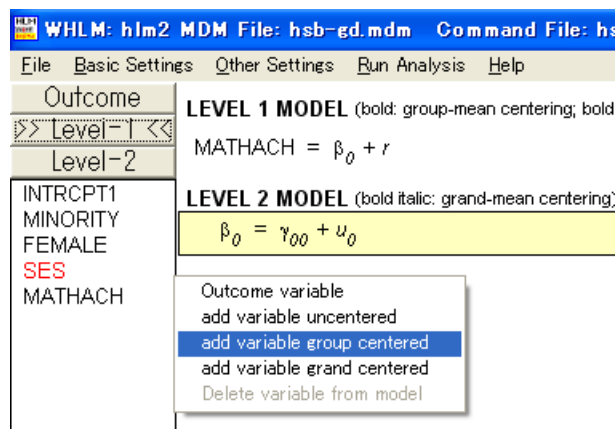 WHLM: hlm2 MDM File: hsb-gd.mdm Command File: hs
File Basic Settings Other Settings Run Analysis Help
Outcome
>> Level-1 <<
Level-2
INTRCPT1
MINORITY
FEMALE
SES
MATHACH
LEVEL 1 MODEL (bold: group-mean centering; bold
MATHACH = β0 + r
LEVEL 2 MODEL (bold italic: grand-mean centering)
β0 = γ00 + u0
Outcome variable
add variable uncentered
add variable group centered
add variable grand centered
Delete variable from model